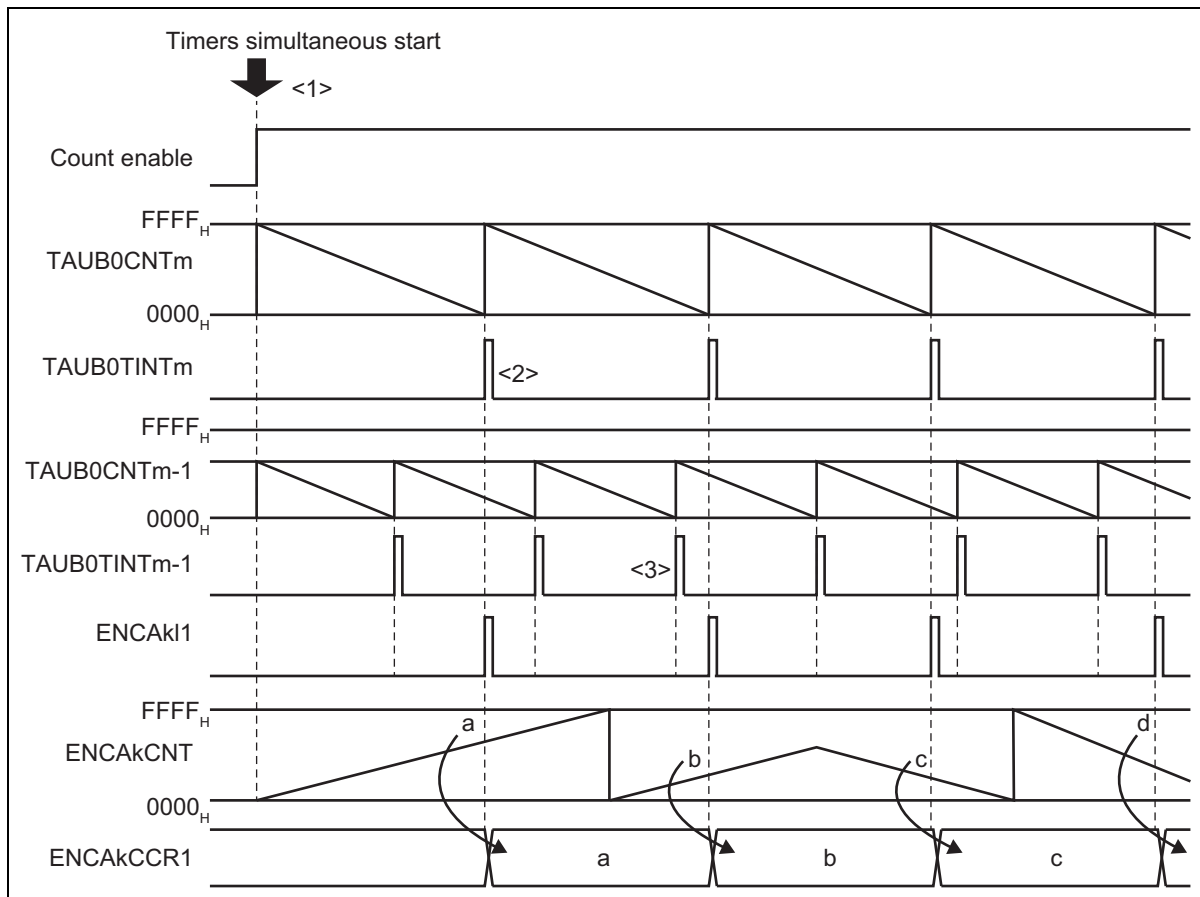 Timers simultaneous start
<1>
Count enable
FFFFH
TAUB0CNTm
0000H
TAUB0TINTm
<2>
FFFFH
TAUB0CNTm-1
0000H
TAUB0TINTm-1
<3>
ENCAkI1
FFFFH
a
d
ENCAkCNT
b
c
0000H
ENCAkCCR1
a
b
c